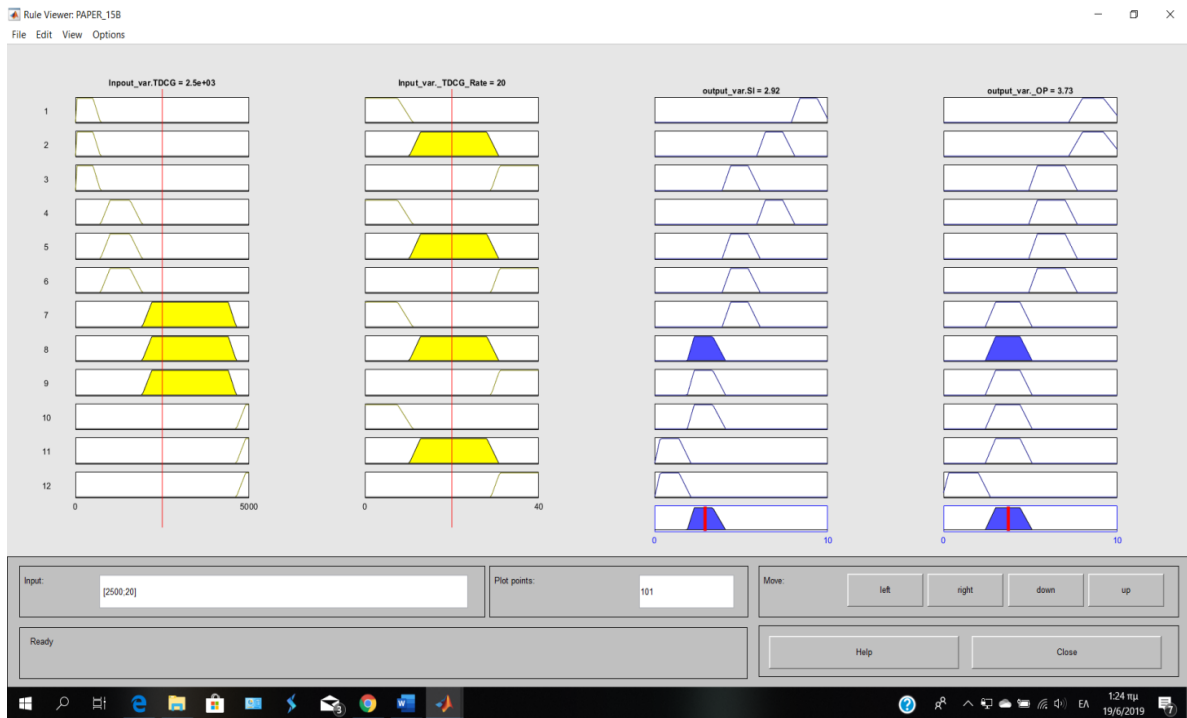 Rule Viewer: PAPER_15B
File Edit View Options
Inpout_var.TDCG = 2.5e+03
Input_var._TDCG_Rate = 20
output_var.SI = 2.92
output_var._OP = 3.73
1
2
3
4
5
6
7
8
9
10
11
12
0 5000
0 40
0 10
0 10
Input:
[2500;20]
Plot points:
101
Move:
left
right
down
up
Ready
Help
Close
3
ΕΛ
1:24 πμ
19/6/2019
7